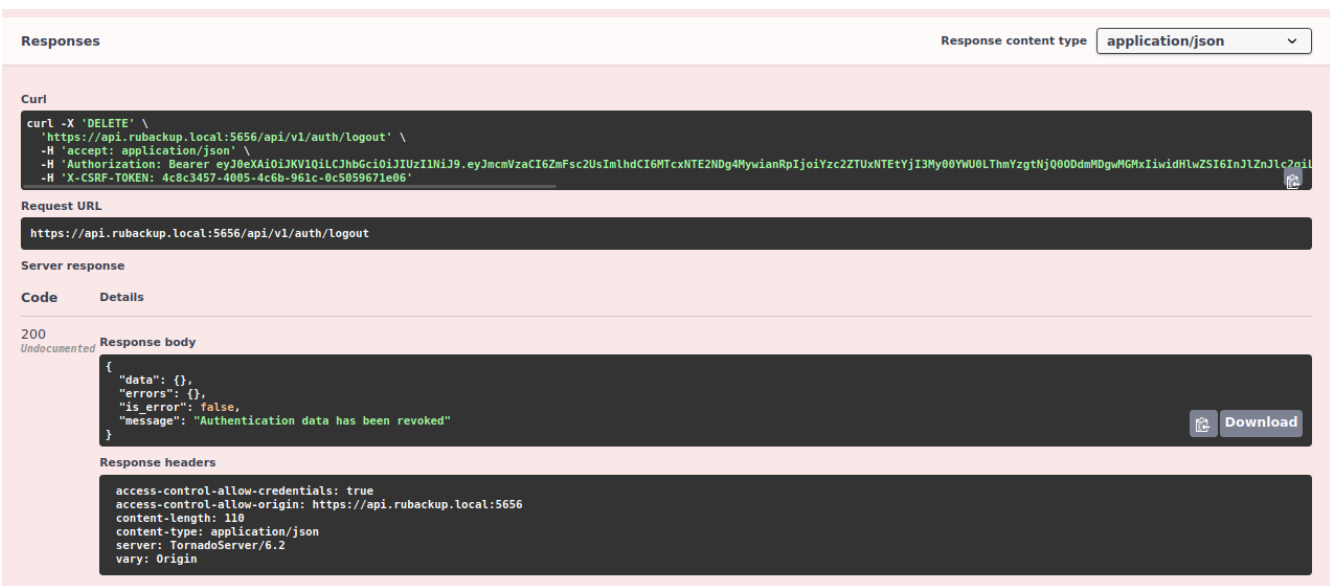 Responses
Response content type application/json
Curl
curl -X 'DELETE' \
'https://api.rubackup.local:5656/api/v1/auth/logout' \
-H 'accept: application/json' \
-H 'Authorization: Bearer
-H 'X-CSRF-TOKEN: 4c8c3457-4005-4c6b-961c-0c5059671e06'
Request URL
https://api.rubackup.local:5656/api/v1/auth/logout
Server response
Code Details
200
Undocumented
Response body
{
"data": {},
"errors": {},
"is_error": false,
"message": "Authentication data has been revoked"
}
Download
Response headers
access-control-allow-credentials: true
access-control-allow-origin: https://api.rubackup.local:5656
content-length: 110
content-type: application/json
server: TornadoServer/6.2
vary: Origin